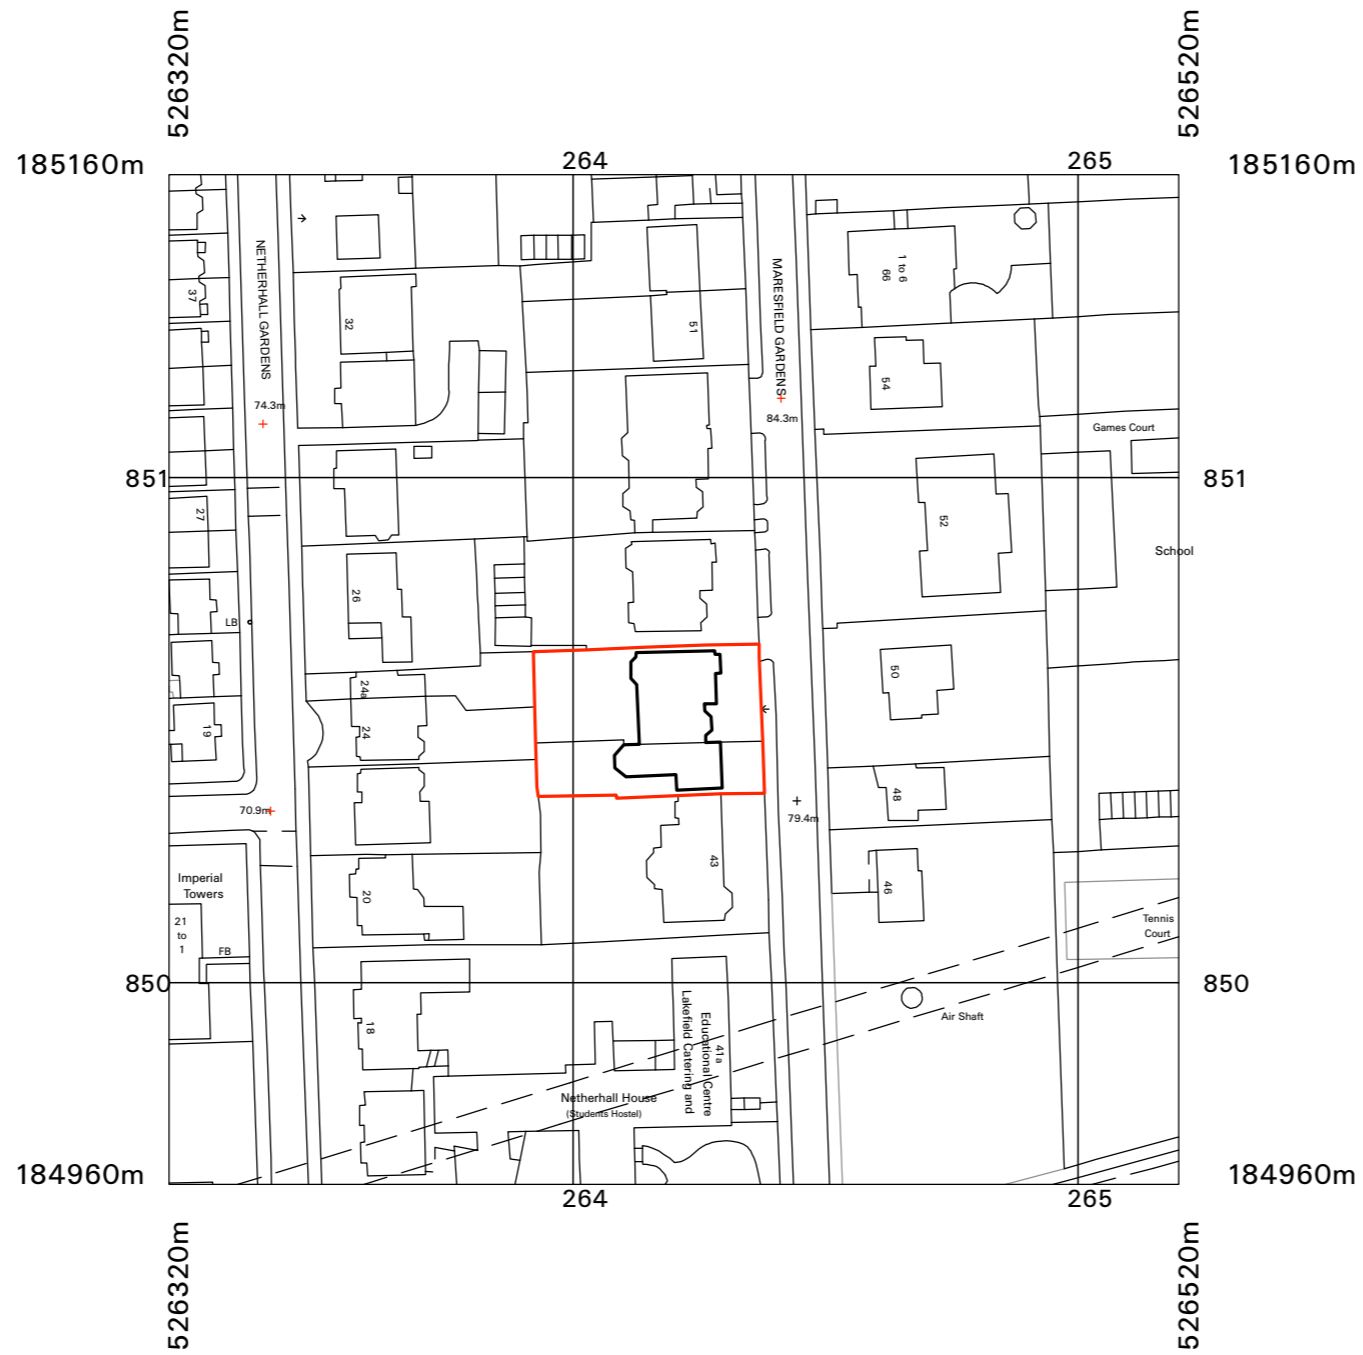 526320m
526520m
185160m
264
265
185160m
NETHERHALL GARDENS
MARESFIELD GARDENS
1 to 6
66
37
32
51
54
74.3m
84.3m
Games Court
851
851
27
52
School
26
LB
24a
50
19
24
48
70.9m
79.4m
43
Imperial
Towers
20
46
21
to
1
FB
Tennis
Court
850
850
18
Air Shaft
41a
Educational Centre
Lakefield Catering and
Netherhall House
(Students Hostel)
184960m
264
265
184960m
526320m
526520m